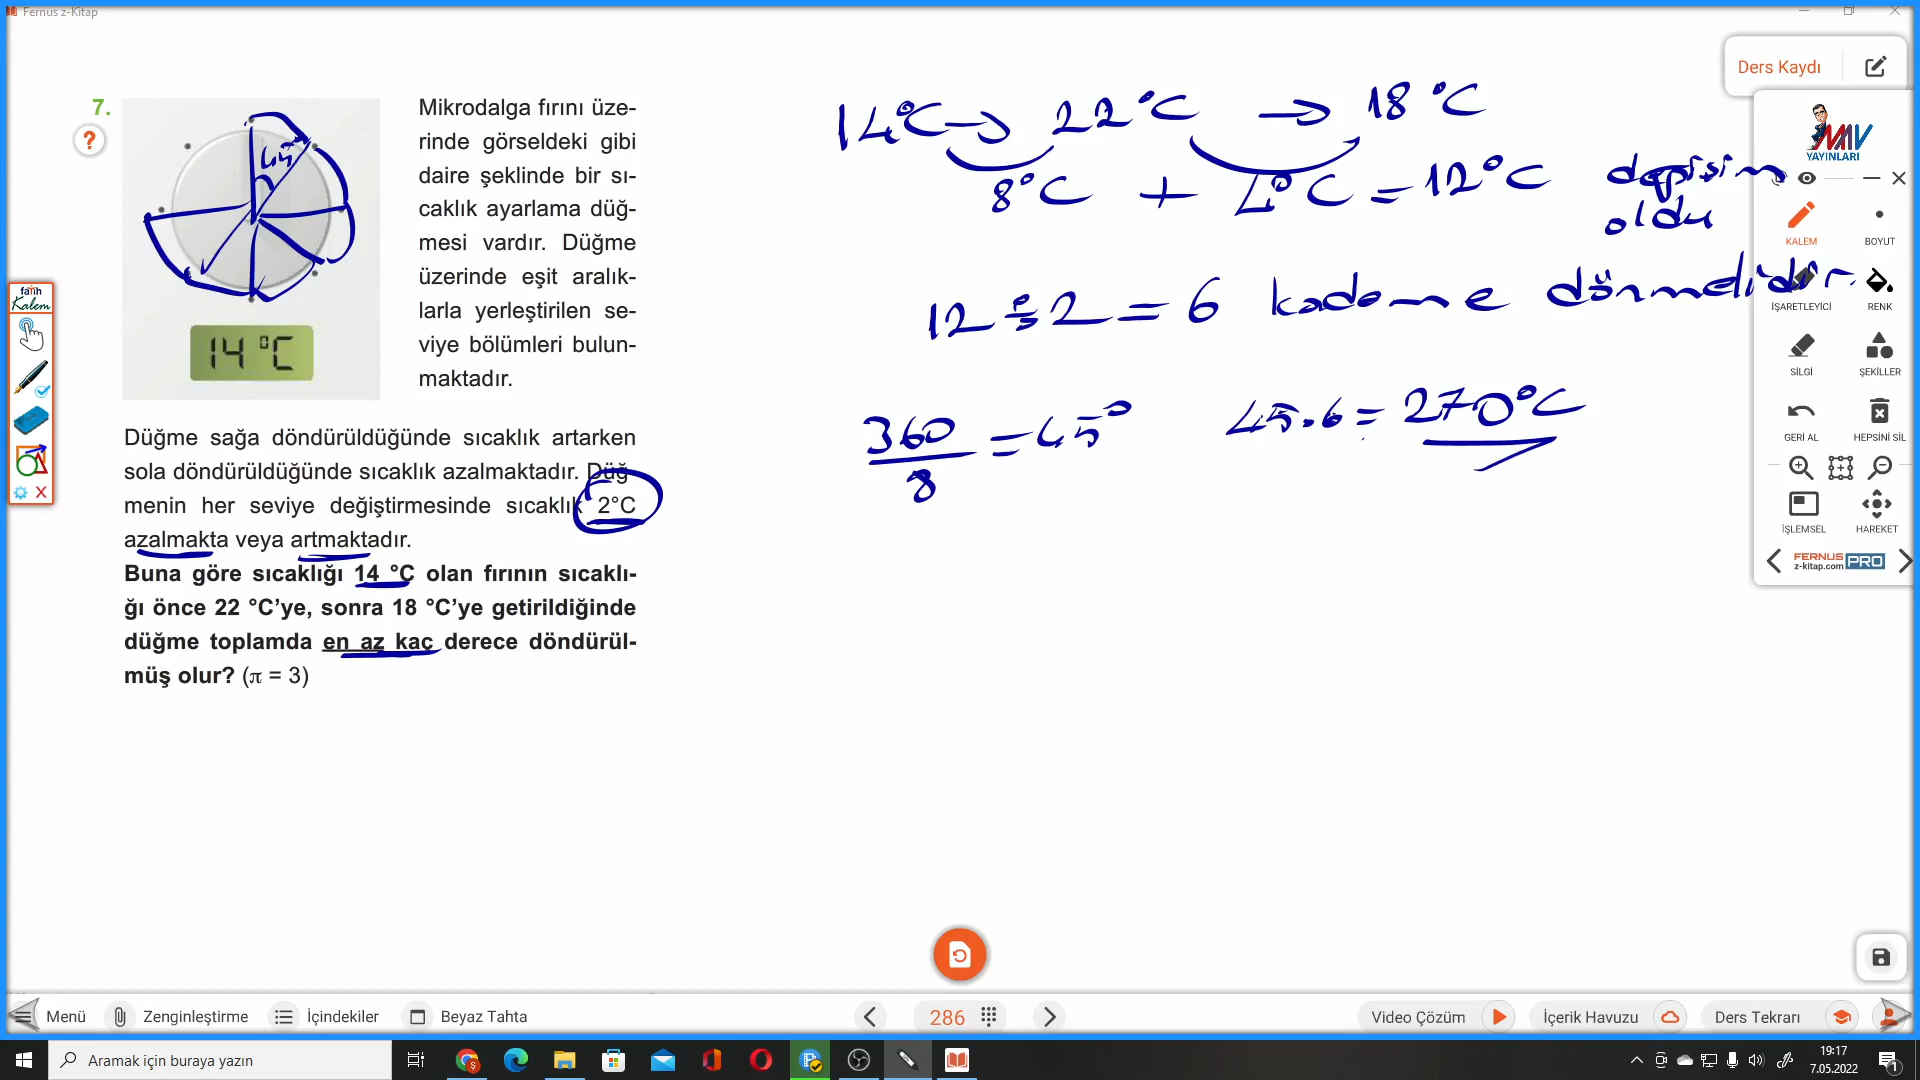 Fernus z-Kitap
Ders Kaydı
7.
?
45°
14 °C
Mikrodalga fırını üze-
rinde görseldeki gibi
daire şeklinde bir sı-
caklık ayarlama düğ-
mesi vardır. Düğme
üzerinde eşit aralık-
larla yerleştirilen se-
viye bölümleri bulun-
maktadır.
Düğme sağa döndürüldüğünde sıcaklık artarken
sola döndürüldüğünde sıcaklık azalmaktadır. Düğ-
menin her seviye değiştirmesinde sıcaklık 2°C
azalmakta veya artmaktadır.
Buna göre sıcaklığı 14 °C olan fırının sıcaklı-
ğı önce 22 °C'ye, sonra 18 °C'ye getirildiğinde
düğme toplamda en az kaç derece döndürül-
müş olur? (π = 3)
14°C → 22°C → 18°C
8°C + 4°C = 12°C değişim
oldu
12 ÷ 2 = 6 kademe dönmelidir.
360
8
= 45°
45.6 = 270°C
fatih
Kalem
X
MAV
YAYINLARI
KALEM
BOYUT
İŞARETLEYİCİ
RENK
SİLGİ
ŞEKİLLER
GERİ AL
HEPSİNİ SİL
İŞLEMSEL
HAREKET
FERNUS
z-kitap.com PRO
Menü
Zenginleştirme
İçindekiler
Beyaz Tahta
286
Video Çözüm
İçerik Havuzu
Ders Tekrarı
Aramak için buraya yazın
19:17
7.05.2022
1